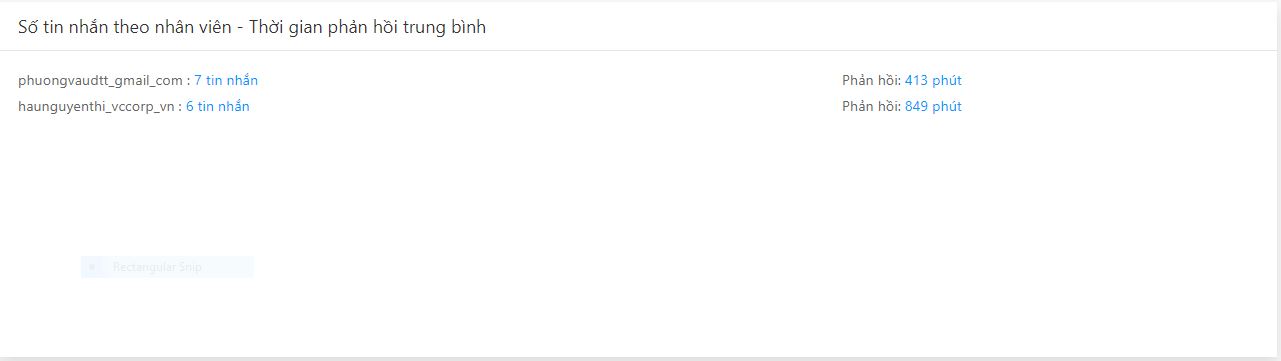 Số tin nhắn theo nhân viên - Thời gian phản hồi trung bình
phuongvaudtt_gmail_com : 7 tin nhắn Phản hồi: 413 phút
haunguyenthi_vccorp_vn : 6 tin nhắn Phản hồi: 849 phút
Rectangular Snip